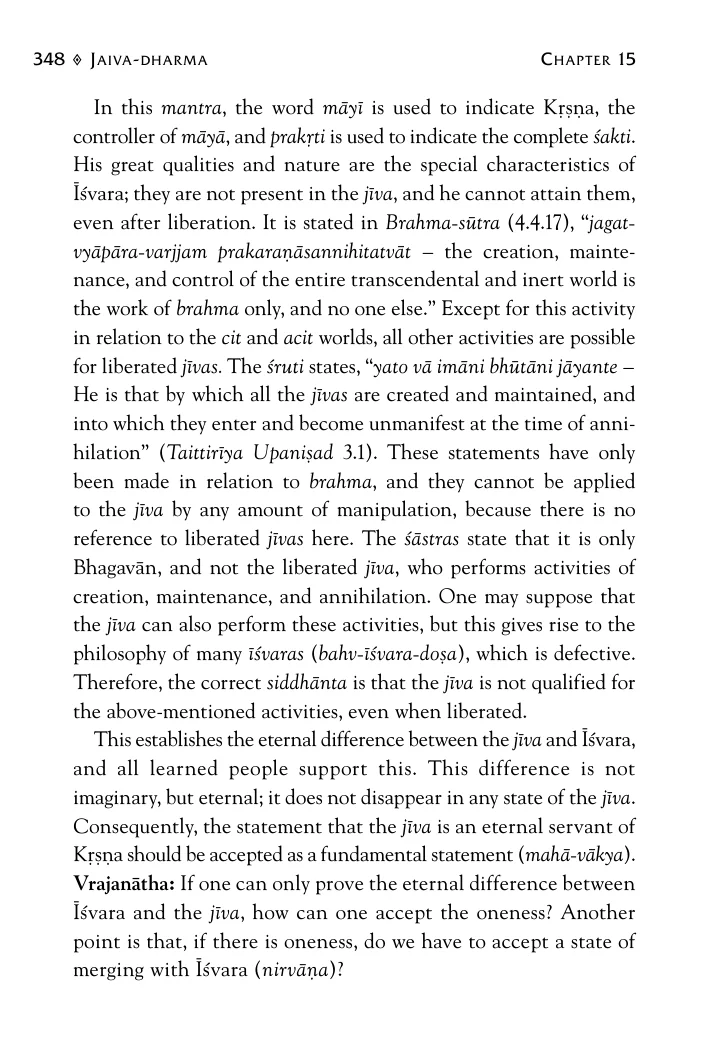 348 ◊ JAIVA-DHARMA CHAPTER 15
In this mantra, the word māyī is used to indicate Kṛṣṇa, the
controller of māyā, and prakṛti is used to indicate the complete śakti.
His great qualities and nature are the special characteristics of
Īśvara; they are not present in the jīva, and he cannot attain them,
even after liberation. It is stated in Brahma-sūtra (4.4.17), “jagat-
vyāpāra-varjjam prakaraṇāsannihitatvāt – the creation, mainte-
nance, and control of the entire transcendental and inert world is
the work of brahma only, and no one else.” Except for this activity
in relation to the cit and acit worlds, all other activities are possible
for liberated jīvas. The śruti states, “yato vā imāni bhūtāni jāyante –
He is that by which all the jīvas are created and maintained, and
into which they enter and become unmanifest at the time of anni-
hilation” (Taittirīya Upaniṣad 3.1). These statements have only
been made in relation to brahma, and they cannot be applied
to the jīva by any amount of manipulation, because there is no
reference to liberated jīvas here. The śāstras state that it is only
Bhagavān, and not the liberated jīva, who performs activities of
creation, maintenance, and annihilation. One may suppose that
the jīva can also perform these activities, but this gives rise to the
philosophy of many īśvaras (bahv-īśvara-doṣa), which is defective.
Therefore, the correct siddhānta is that the jīva is not qualified for
the above-mentioned activities, even when liberated.
This establishes the eternal difference between the jīva and Īśvara,
and all learned people support this. This difference is not
imaginary, but eternal; it does not disappear in any state of the jīva.
Consequently, the statement that the jīva is an eternal servant of
Kṛṣṇa should be accepted as a fundamental statement (mahā-vākya).
Vrajanātha: If one can only prove the eternal difference between
Īśvara and the jīva, how can one accept the oneness? Another
point is that, if there is oneness, do we have to accept a state of
merging with Īśvara (nirvāṇa)?